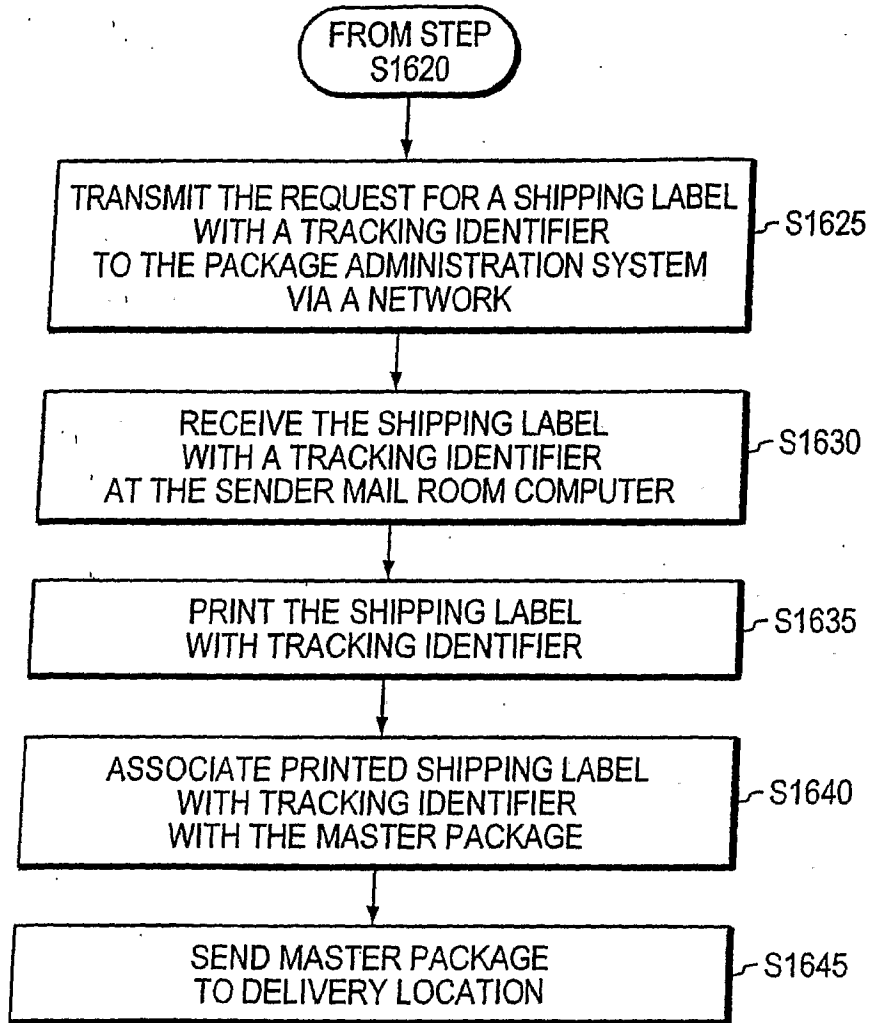 FROM STEP
S1620
TRANSMIT THE REQUEST FOR A SHIPPING LABEL
WITH A TRACKING IDENTIFIER
TO THE PACKAGE ADMINISTRATION SYSTEM
VIA A NETWORK
S1625
RECEIVE THE SHIPPING LABEL
WITH A TRACKING IDENTIFIER
AT THE SENDER MAIL ROOM COMPUTER
S1630
PRINT THE SHIPPING LABEL
WITH TRACKING IDENTIFIER
S1635
ASSOCIATE PRINTED SHIPPING LABEL
WITH TRACKING IDENTIFIER
WITH THE MASTER PACKAGE
S1640
SEND MASTER PACKAGE
TO DELIVERY LOCATION
S1645